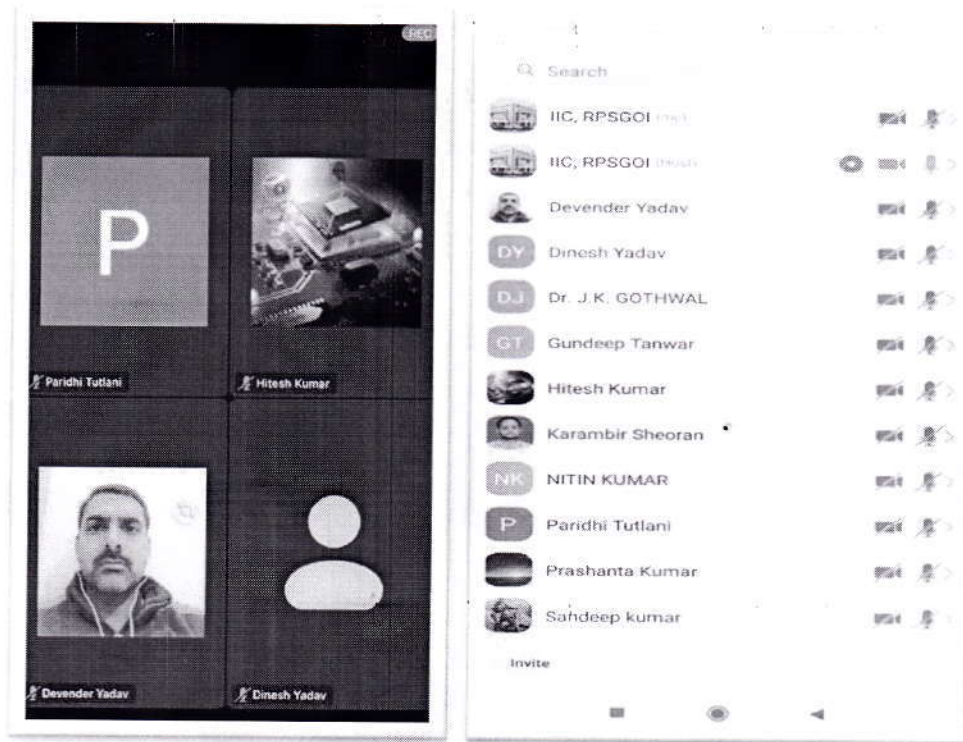 REC
P
Paridhi Tutlani
Hitesh Kumar
Devender Yadav
Dinesh Yadav
Search
IIC, RPSGOI (me)
IIC, RPSGOI (Host)
Devender Yadav
DY Dinesh Yadav
DJ Dr. J.K. GOTHWAL
GT Gundeep Tanwar
Hitesh Kumar
Karambir Sheoran
NK NITIN KUMAR
P Paridhi Tutlani
Prashanta Kumar
Sandeep kumar
Invite